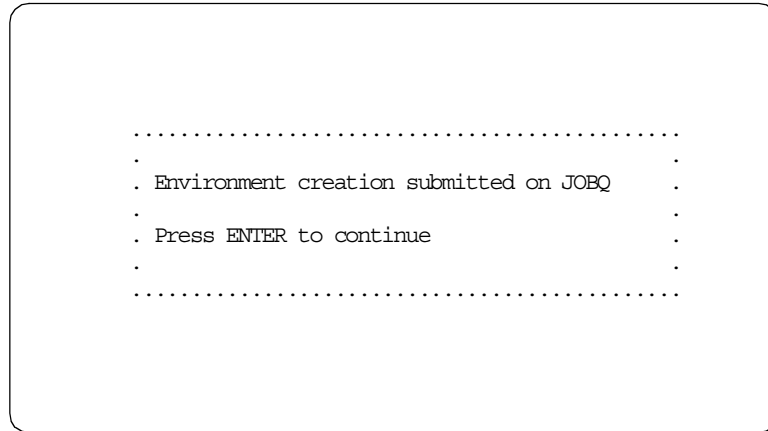 ..............................................
. .
. Environment creation submitted on JOBQ .
. .
. Press ENTER to continue .
. .
..............................................